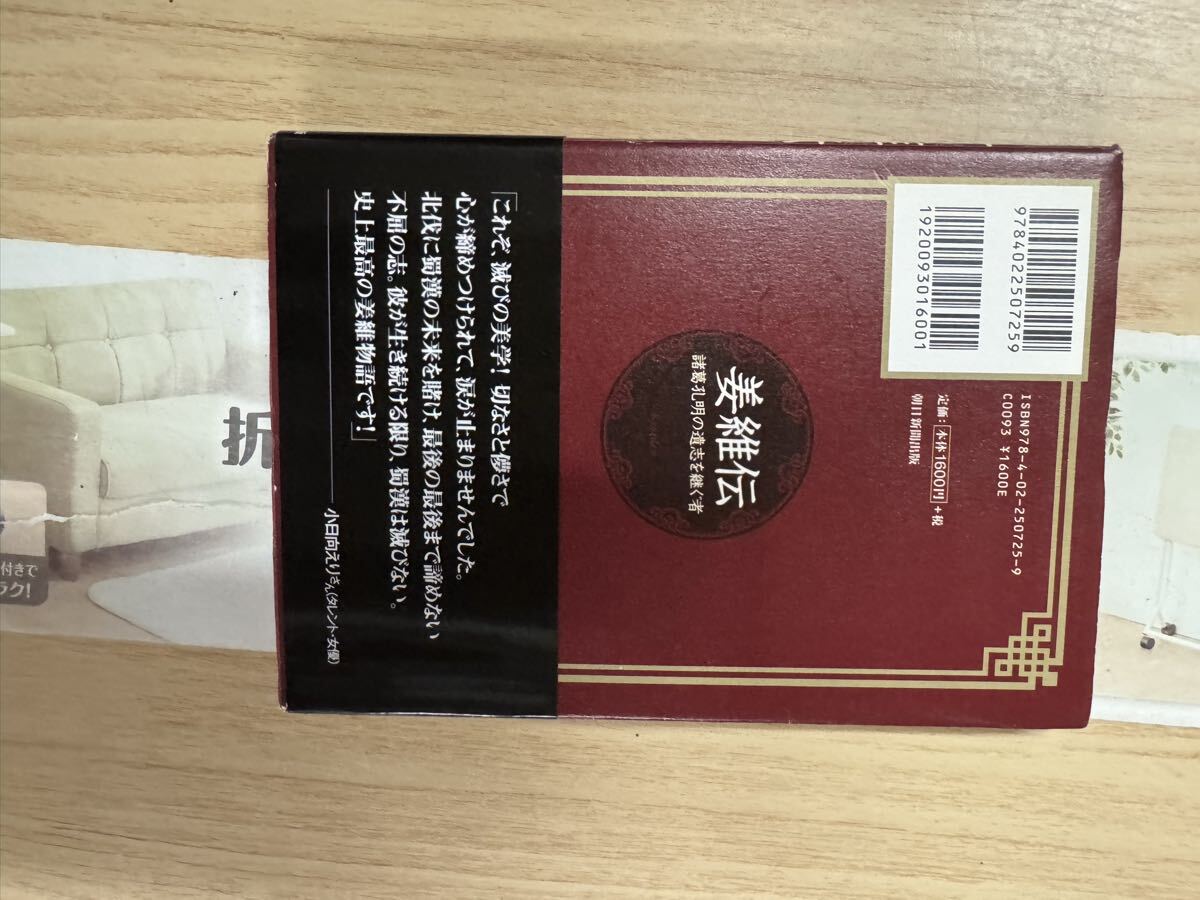 9784022507259
1920093016001
ISBN978-4-02-250725-9
C0093 ¥1600E
定価：本体1600円＋税
朝日新聞出版
姜維伝
諸葛孔明の遺志を継ぐ者
「これぞ、滅びの美学！ 切なさと儚さで
心が締めつけられて、涙が止まりませんでした。
北伐に蜀漢の未来を賭け、最後の最後まで諦めない
不屈の志。彼が生き続ける限り、蜀漢は滅びない。
史上最高の姜維物語です！」
――小日向えりさん（タレント・女優）
折
付きで
ラク!